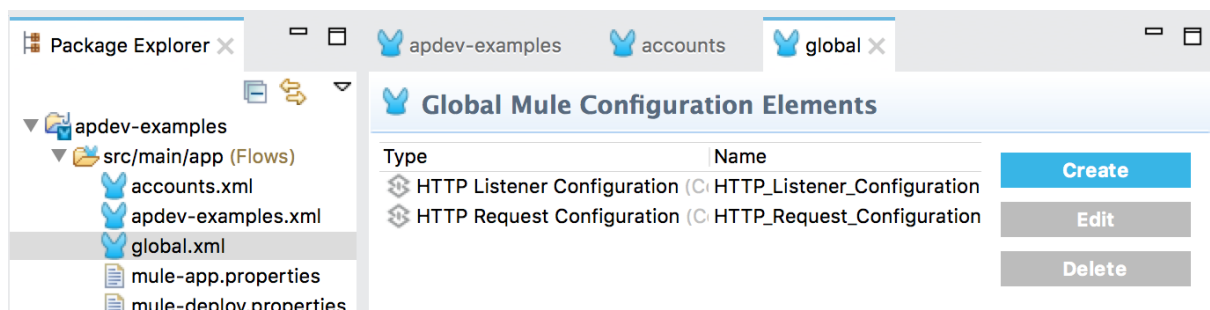 Package Explorer
apdev-examples
src/main/app (Flows)
accounts.xml
apdev-examples.xml
global.xml
mule-app.properties
mule-deploy.properties
apdev-examples accounts global
Global Mule Configuration Elements
Type Name
HTTP Listener Configuration (C HTTP_Listener_Configuration
HTTP Request Configuration (C HTTP_Request_Configuration
Create
Edit
Delete